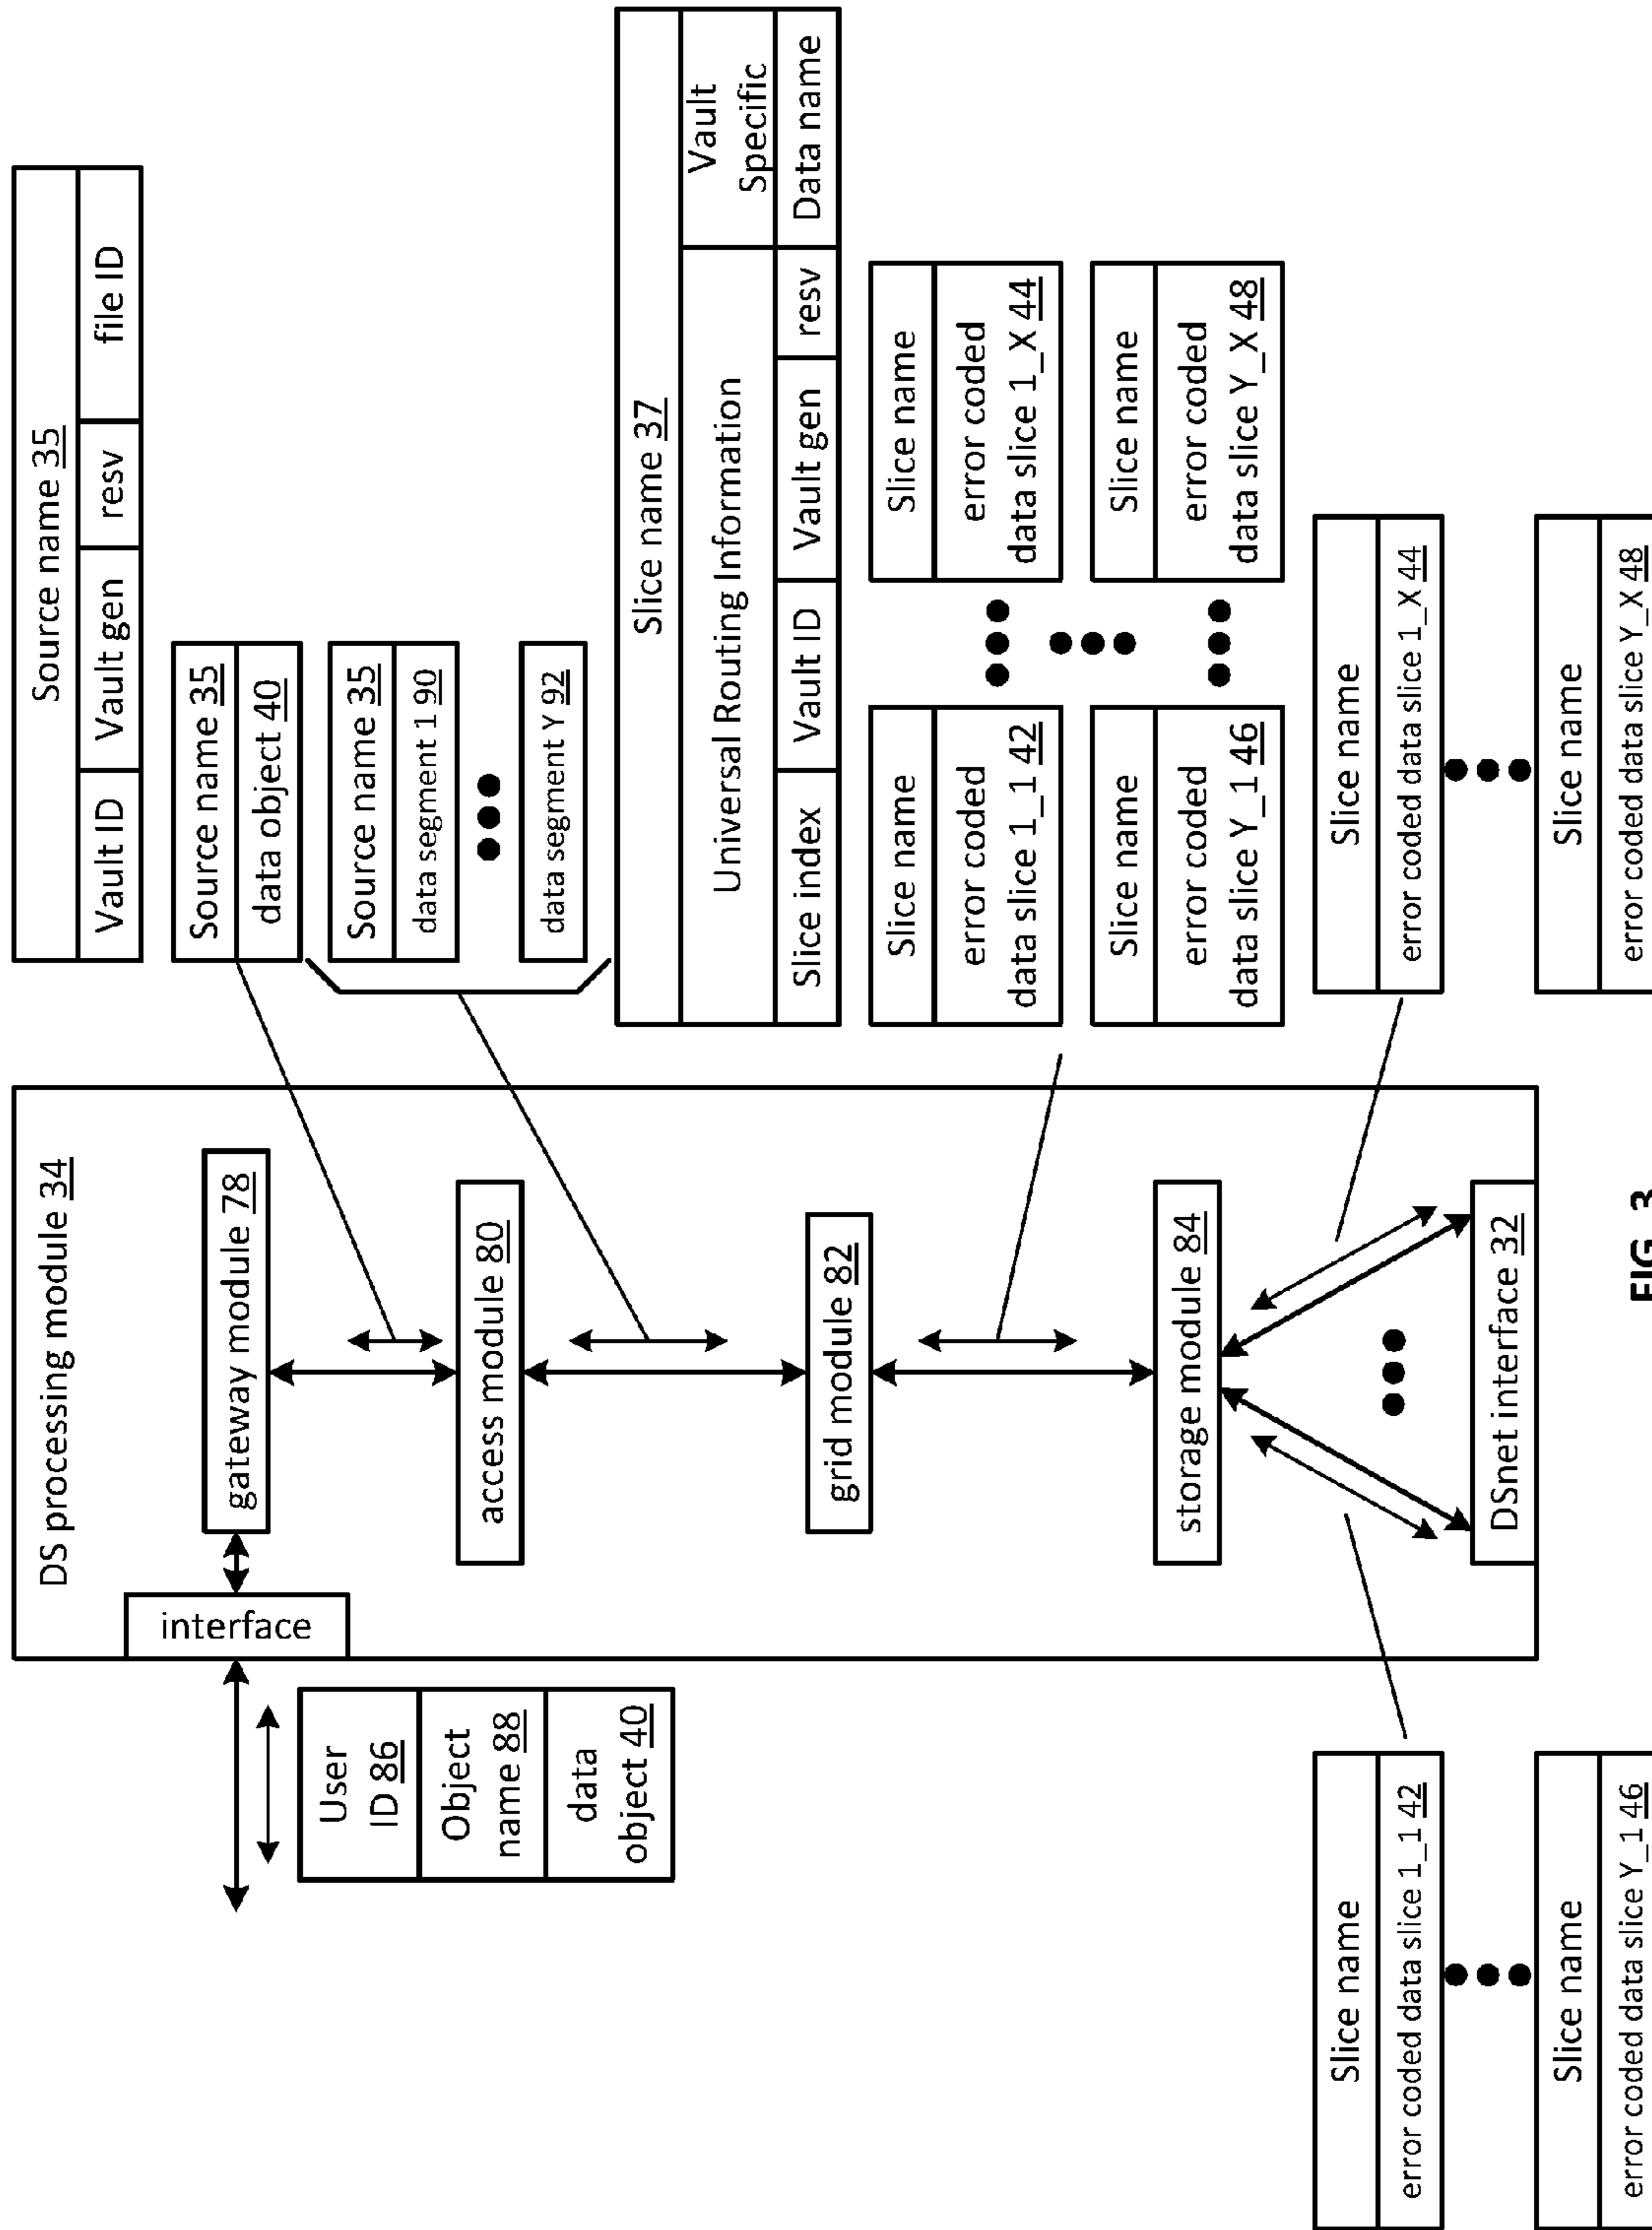 DS processing module 34
interface
gateway module 78
access module 80
grid module 82
storage module 84
DSnet interface 32
User
ID 86
Object
name 88
data
object 40
Source name 35
Vault ID
Vault gen
resv
file ID
Source name 35
data object 40
Source name 35
data segment 1 90
data segment Y 92
Slice name 37
Universal Routing Information
Vault
Specific
Slice index
Vault ID
Vault gen
resv
Data name
Slice name
error coded
data slice 1_1 42
Slice name
error coded
data slice 1_X 44
Slice name
error coded
data slice Y_1 46
Slice name
error coded
data slice Y_X 48
Slice name
error coded data slice 1_1 42
Slice name
error coded data slice Y_1 46
Slice name
error coded data slice 1_X 44
Slice name
error coded data slice Y_X 48
FIG. 3